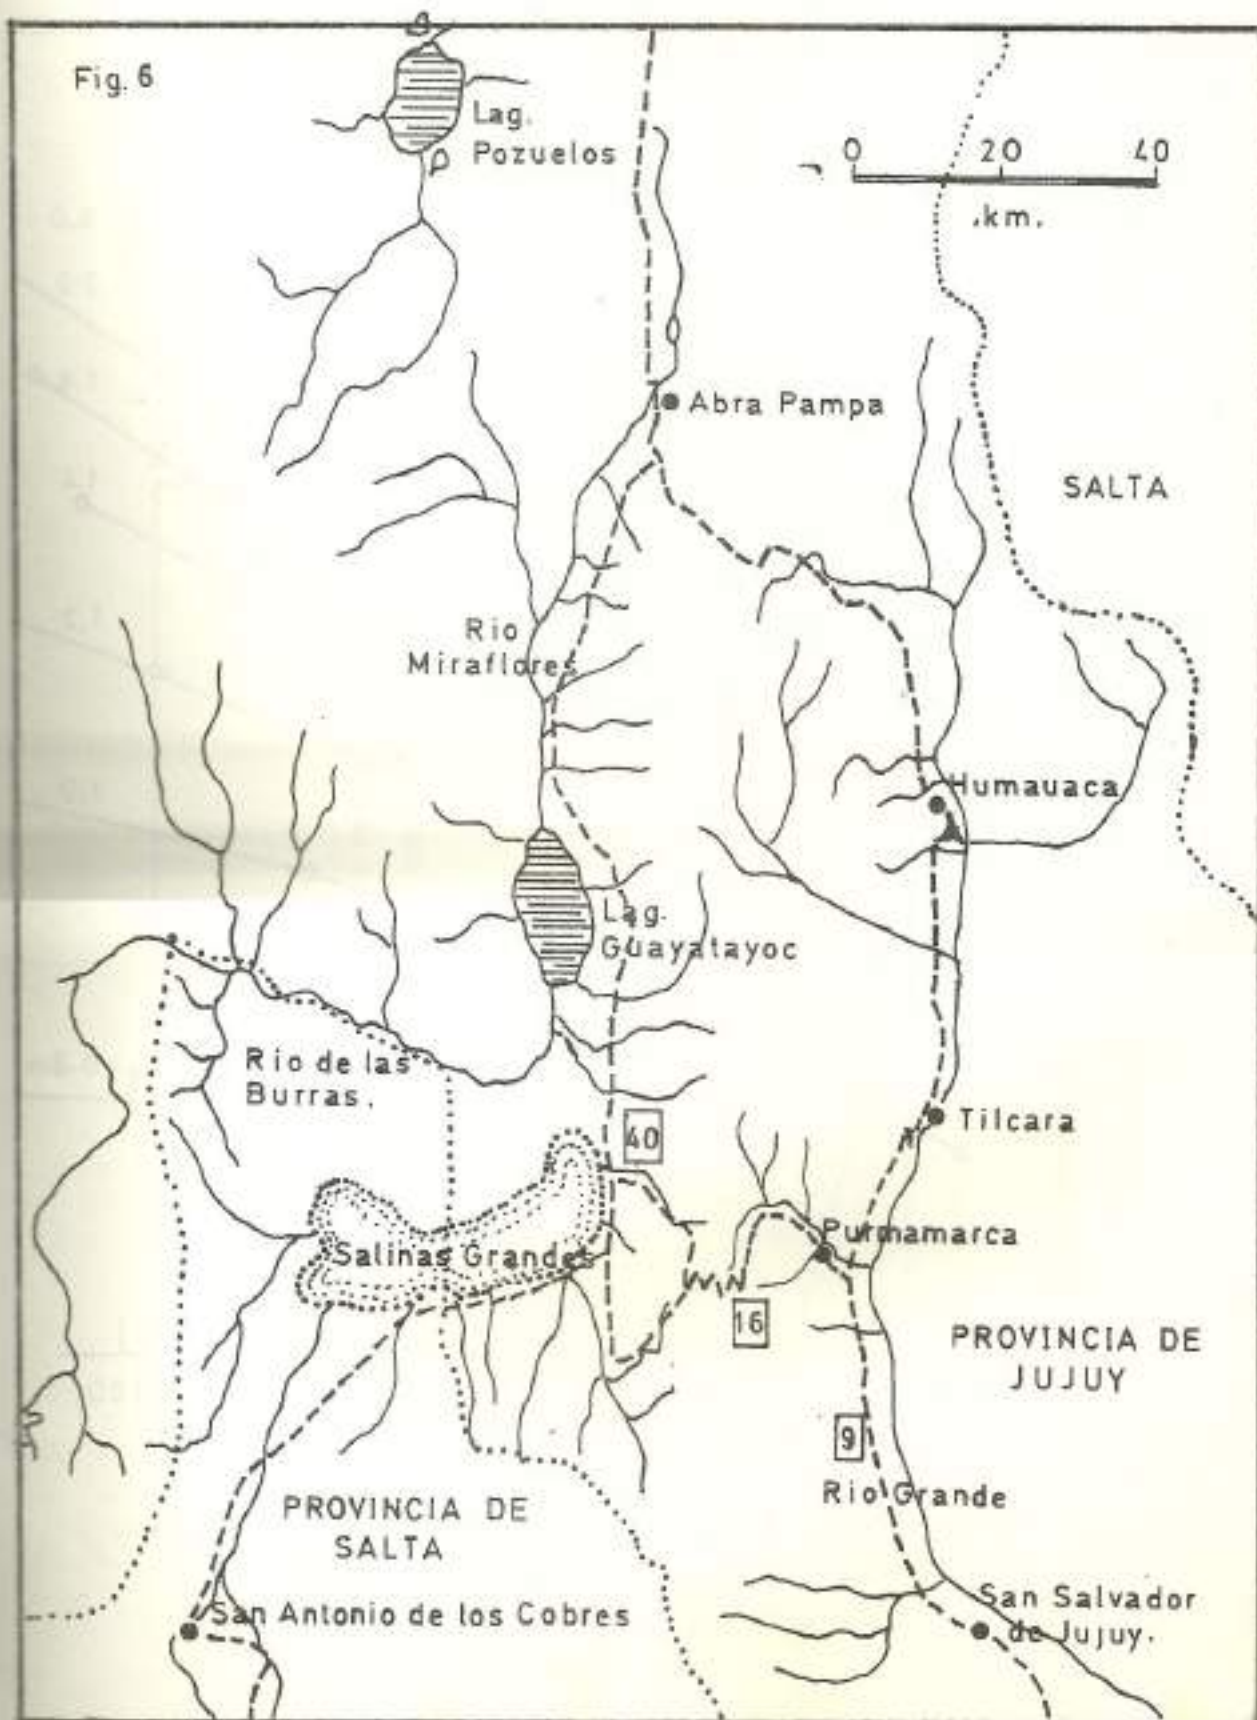 Fig. 6
Lag.
Pozuelos
0 20 40
.km.
Abra Pampa
SALTA
Rio
Miraflores
Humauaca
Lag.
Guayatayoc
Rio de las
Burras.
40
Tilcara
Purmamarca
Salinas Grandes
16
PROVINCIA DE
JUJUY
9
Rio Grande
PROVINCIA DE
SALTA
San Antonio de los Cobres
San Salvador
de Jujuy.